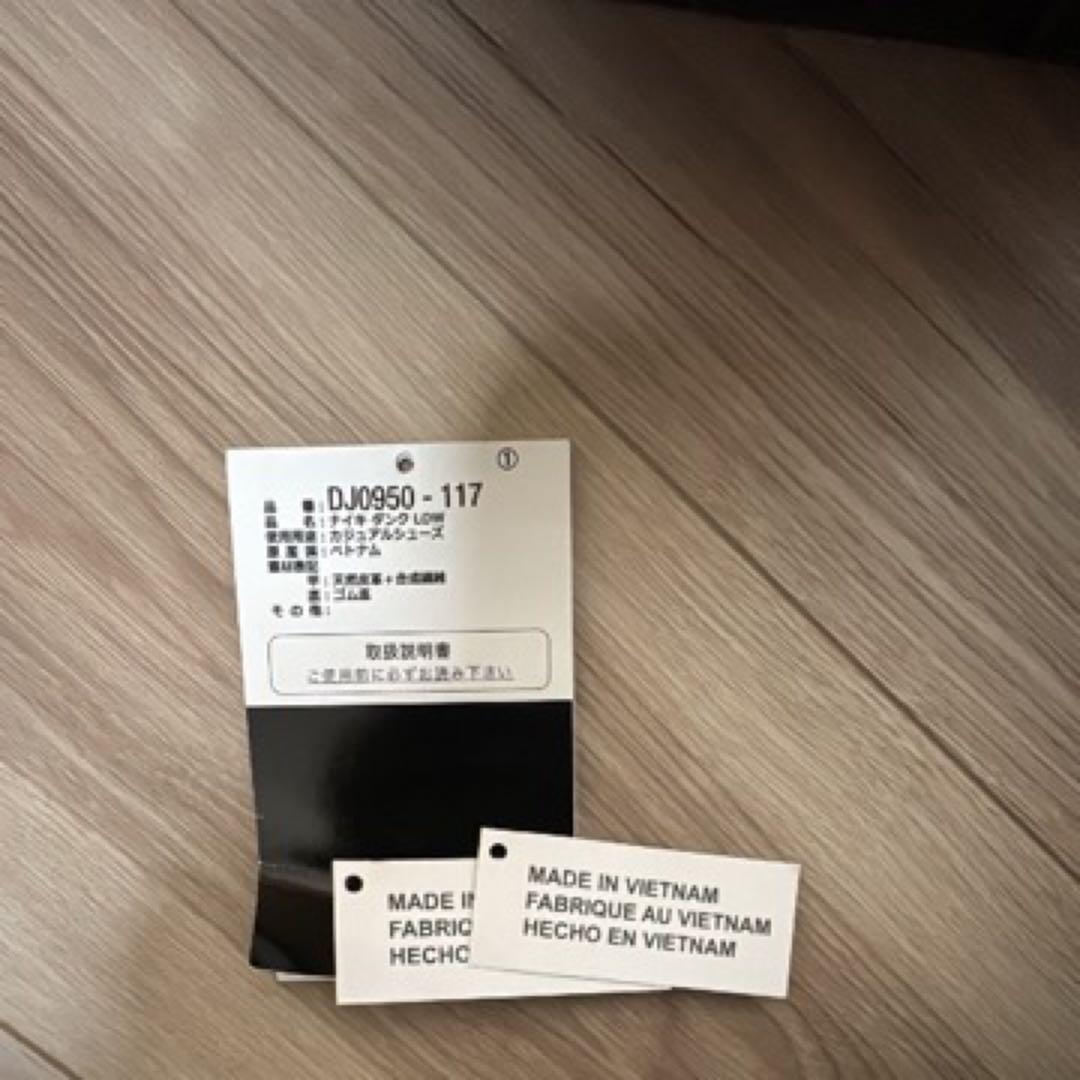 ①
品番:DJ0950-117
品名:ナイキ ダンク LOW
使用用途:カジュアルシューズ
原産国:ベトナム
素材表記
甲:天然皮革+合成繊維
底:ゴム底
その他:
取扱説明書
ご使用前に必ずお読み下さい
MADE IN
FABRIQ
HECHO
MADE IN VIETNAM
FABRIQUE AU VIETNAM
HECHO EN VIETNAM